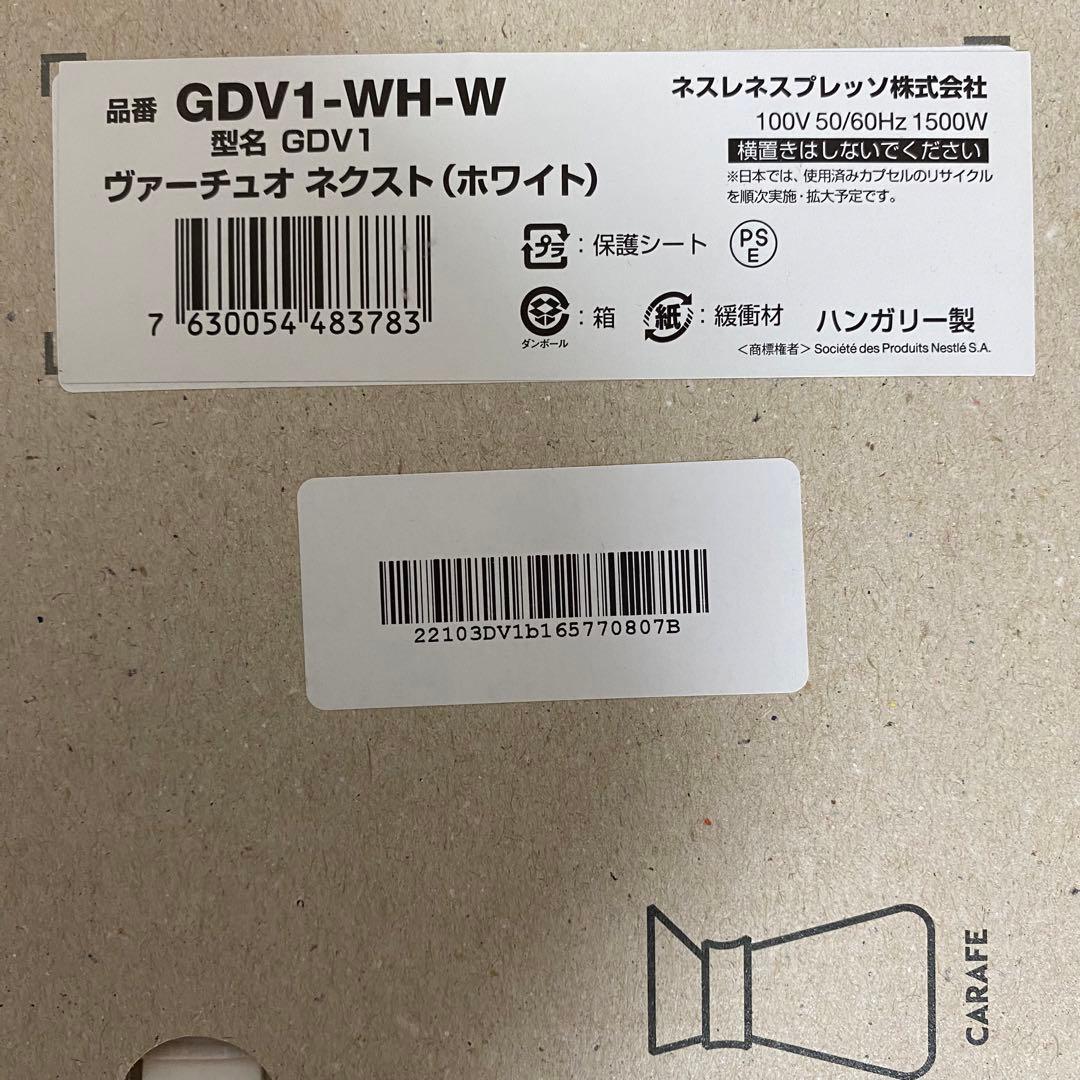 品番 GDV1-WH-W
型名 GDV1
ヴァーチュオ ネクスト(ホワイト)
7 630054 483783
ネスレネスプレッソ株式会社
100V 50/60Hz 1500W
横置きはしないでください
※日本では、使用済みカプセルのリサイクル
を順次実施・拡大予定です。
プラ : 保護シート PSE
: 箱
ダンボール
紙 : 緩衝材
ハンガリー製
<商標権者> Société des Produits Nestlé S.A.
22103DV1b165770807B
CARAFE